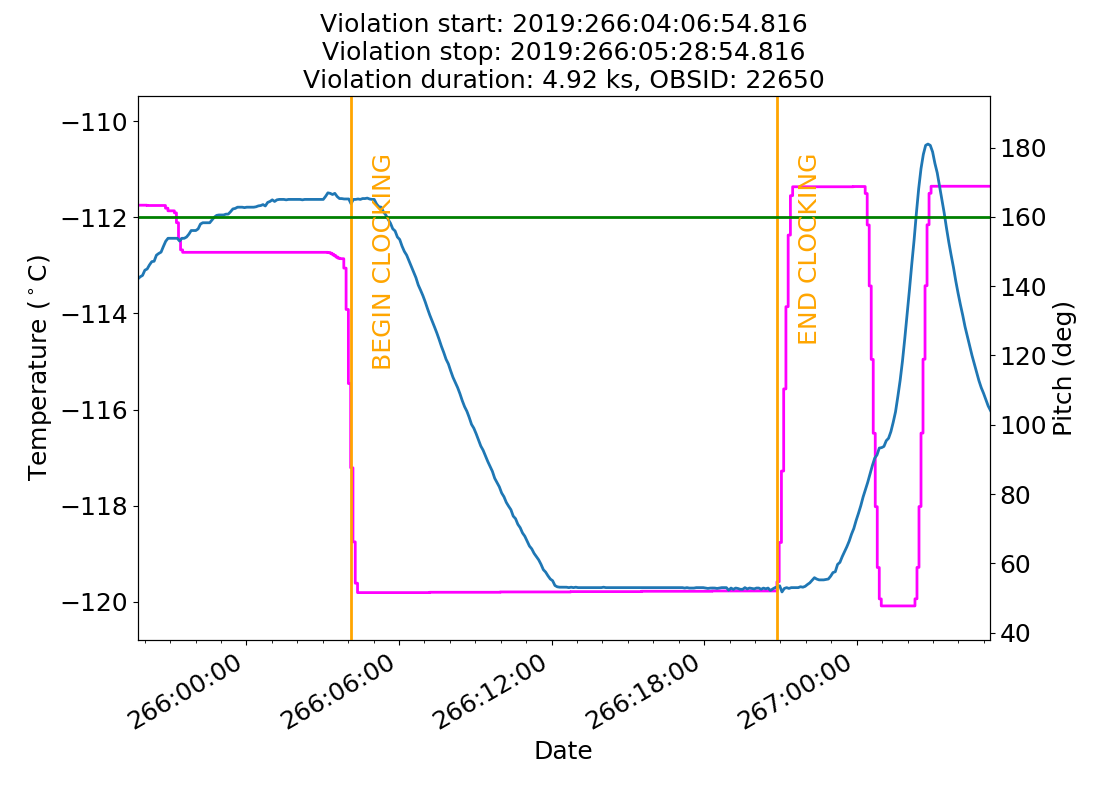 Violation start: 2019:266:04:06:54.816
Violation stop: 2019:266:05:28:54.816
Violation duration: 4.92 ks, OBSID: 22650
−110
−112
−114
−116
−118
−120
Temperature (°C)
BEGIN CLOCKING
END CLOCKING
180
160
140
120
100
80
60
40
Pitch (deg)
266:00:00
266:06:00
266:12:00
266:18:00
267:00:00
Date